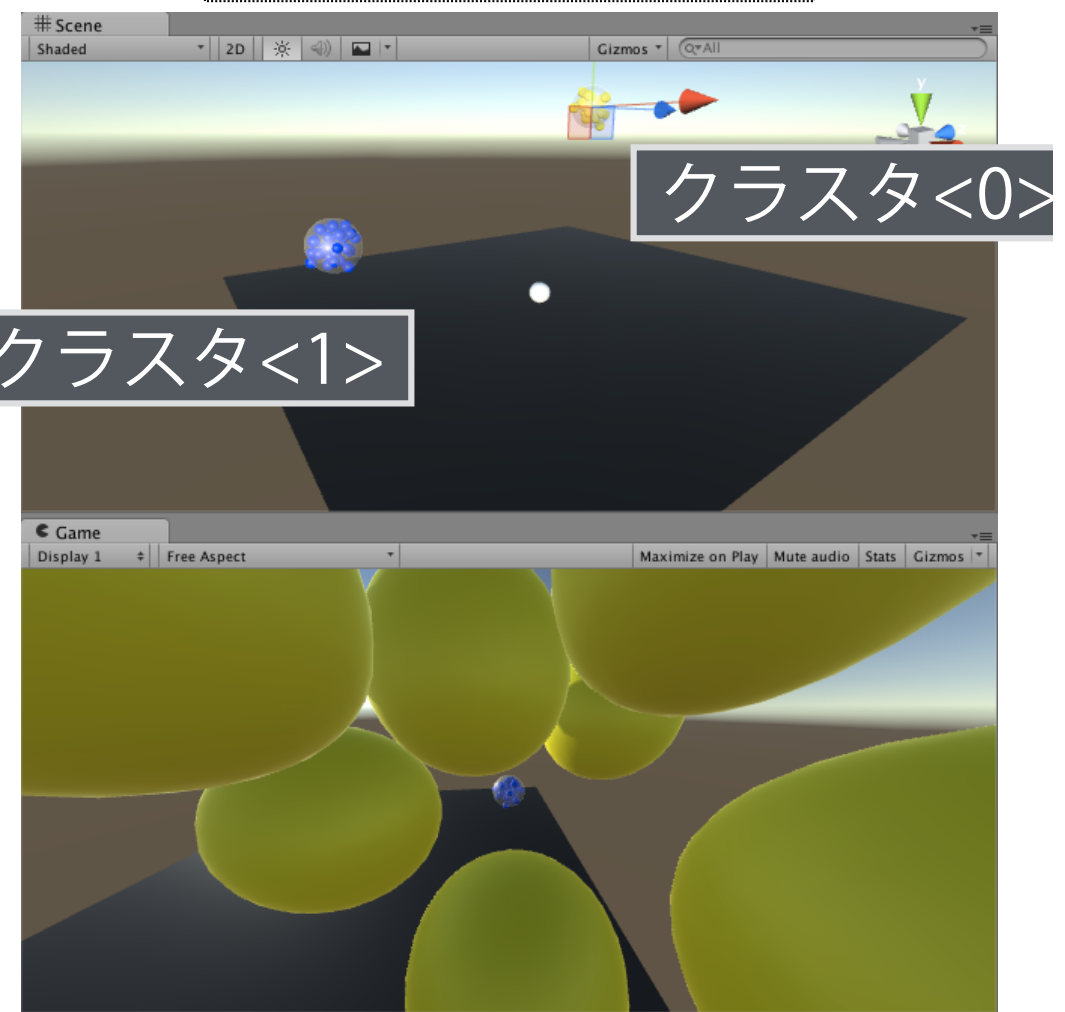 Scene
Shaded 2D Gizmos All
y
クラスタ<0>
クラスタ<1>
Game
Display 1 Free Aspect Maximize on Play Mute audio Stats Gizmos